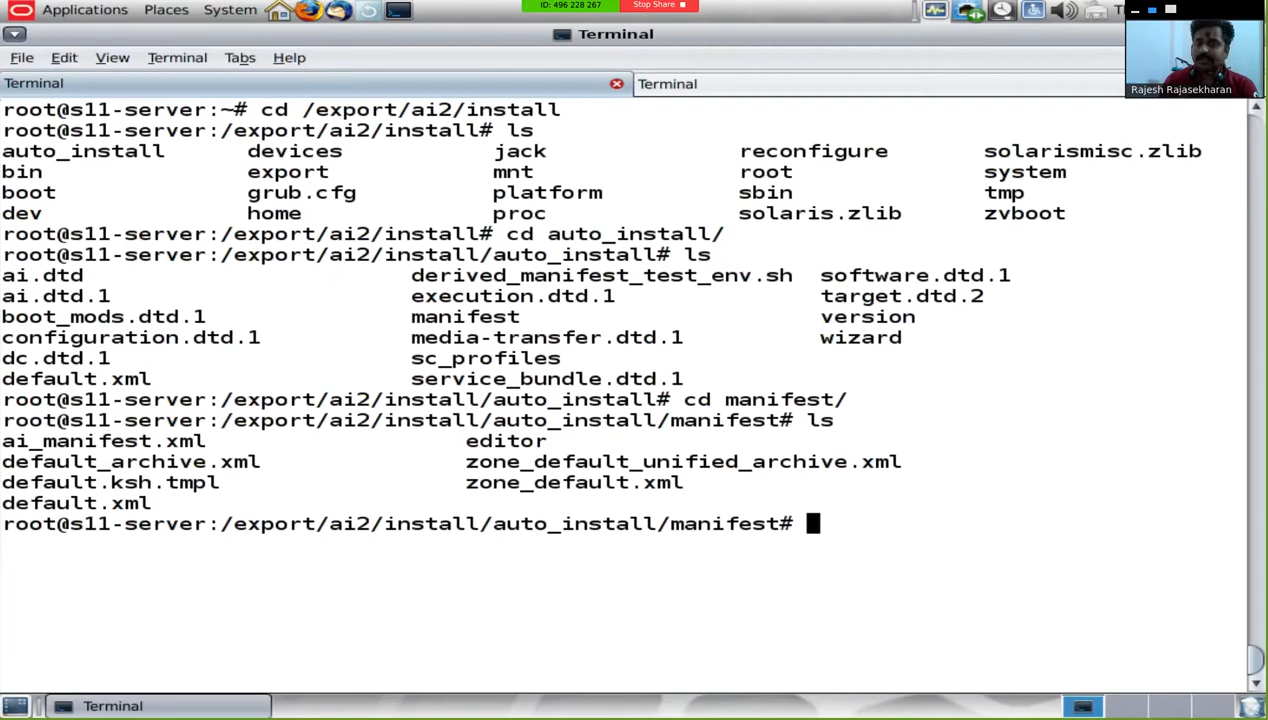 Applications Places System
ID: 496 228 267
Stop Share
Terminal
File Edit View Terminal Tabs Help
Rajesh Rajasekharan
Terminal
Terminal
root@s11-server:~# cd /export/ai2/install
root@s11-server:/export/ai2/install# ls
auto_install devices jack reconfigure solarismisc.zlib
bin export mnt root system
boot grub.cfg platform sbin tmp
dev home proc solaris.zlib zvboot
root@s11-server:/export/ai2/install# cd auto_install/
root@s11-server:/export/ai2/install/auto_install# ls
ai.dtd derived_manifest_test_env.sh software.dtd.1
ai.dtd.1 execution.dtd.1 target.dtd.2
boot_mods.dtd.1 manifest version
configuration.dtd.1 media-transfer.dtd.1 wizard
dc.dtd.1 sc_profiles
default.xml service_bundle.dtd.1
root@s11-server:/export/ai2/install/auto_install# cd manifest/
root@s11-server:/export/ai2/install/auto_install/manifest# ls
ai_manifest.xml editor
default_archive.xml zone_default_unified_archive.xml
default.ksh.tmpl zone_default.xml
default.xml
root@s11-server:/export/ai2/install/auto_install/manifest#
Terminal